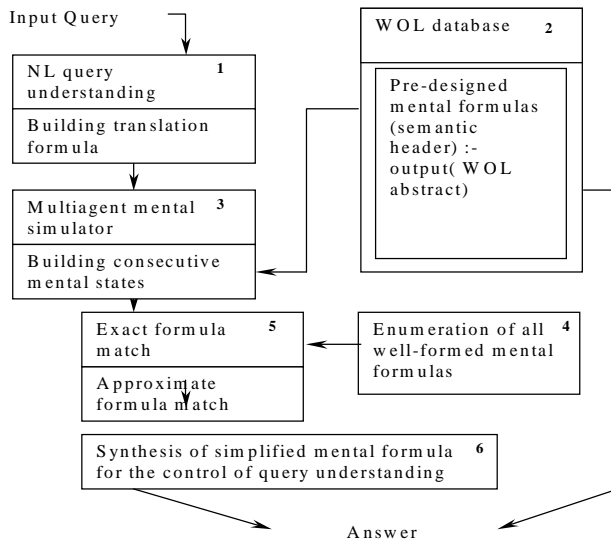 Input Query
NL query 1
understanding
Building translation
formula
WOL database 2
Pre-designed
mental formulas
(semantic
header) :-
output( WOL
abstract)
Multiagent mental 3
simulator
Building consecutive
mental states
Exact formula 5
match
Approximate
formula match
Enumeration of all 4
well-formed mental
formulas
Synthesis of simplified mental formula 6
for the control of query understanding
Answer